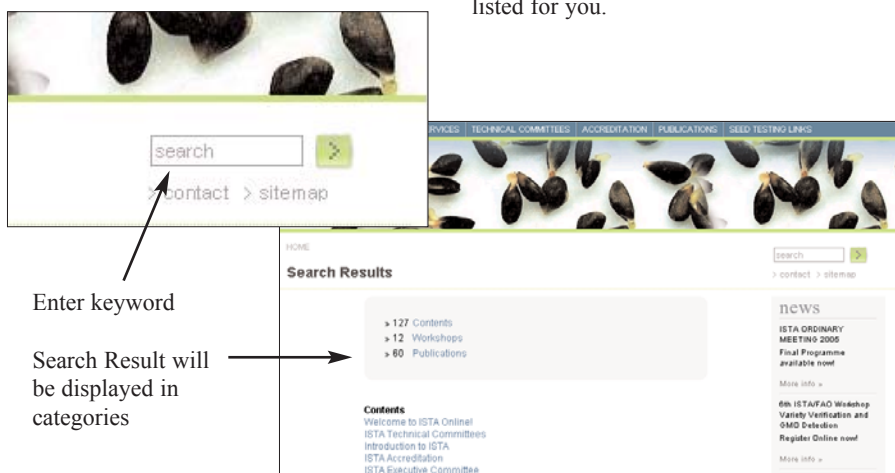 listed for you.
search
>
> contact > sitemap
Enter keyword
Search Result will
be displayed in
categories
RVICES TECHNICAL COMMITTEES ACCREDITATION PUBLICATIONS SEED TESTING LINKS
HOME
search >
> contact > sitemap
Search Results
» 127 Contents
» 12 Workshops
» 60 Publications
Contents
Welcome to ISTA Online!
ISTA Technical Committees
Introduction to ISTA
ISTA Accreditation
ISTA Executive Committee
news
ISTA ORDINARY
MEETING 2005
Final Programme
available now!
More info »
6th ISTA/FAO Workshop
Variety Verification and
GMO Detection
Register Online now!
More info »